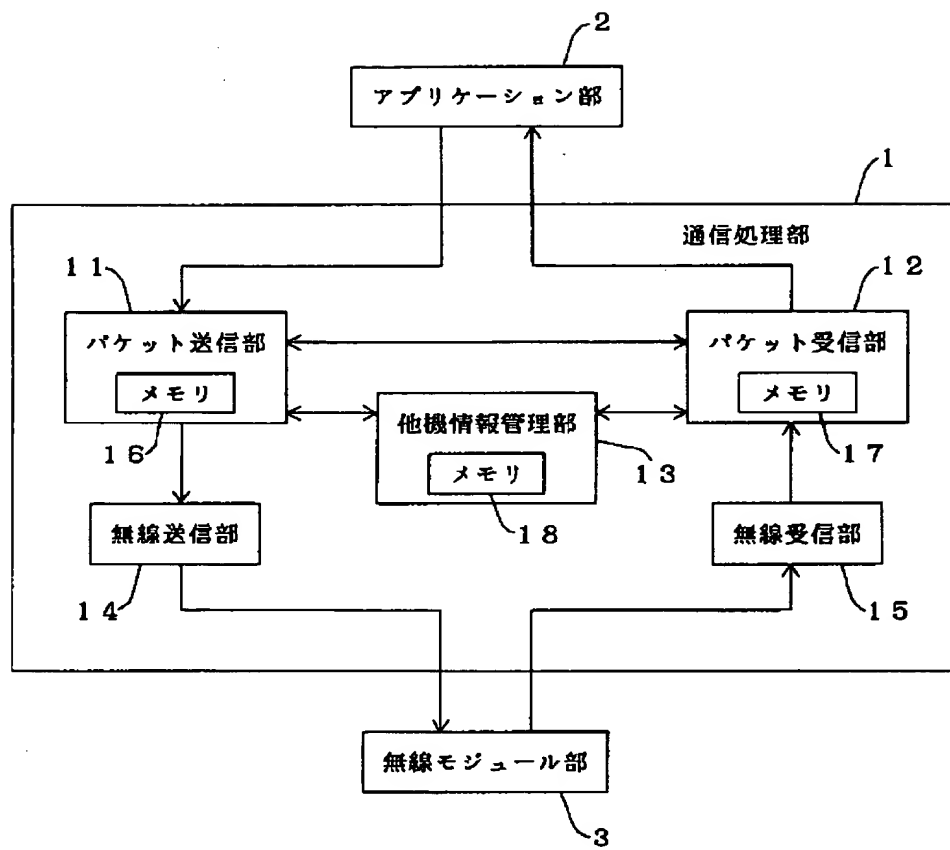 2
アプリケーション部
1
通信処理部
11
12
パケット送信部
パケット受信部
メモリ
メモリ
他機情報管理部
16
17
13
メモリ
18
無線送信部
無線受信部
14
15
無線モジュール部
3